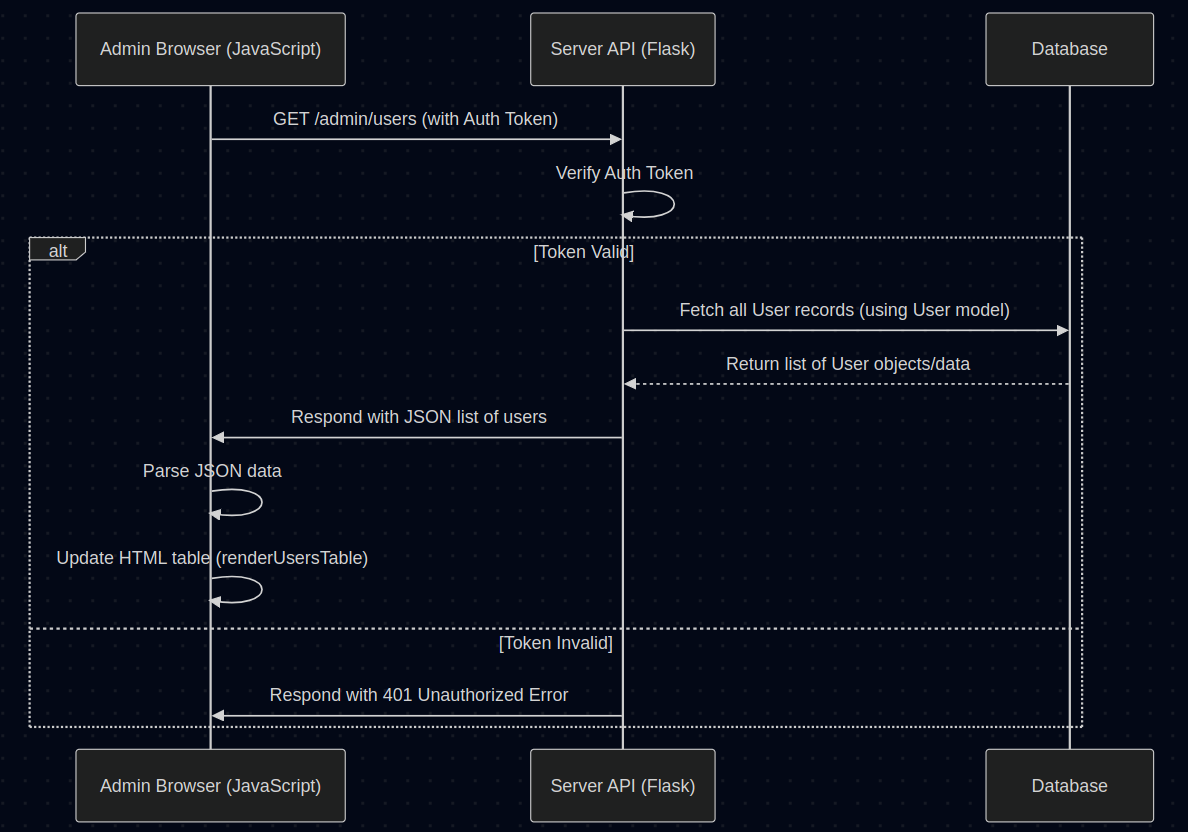 Admin Browser (JavaScript)
Server API (Flask)
Database
GET /admin/users (with Auth Token)
Verify Auth Token
alt
[Token Valid]
Fetch all User records (using User model)
Return list of User objects/data
Respond with JSON list of users
Parse JSON data
Update HTML table (renderUsersTable)
[Token Invalid]
Respond with 401 Unauthorized Error
Admin Browser (JavaScript)
Server API (Flask)
Database